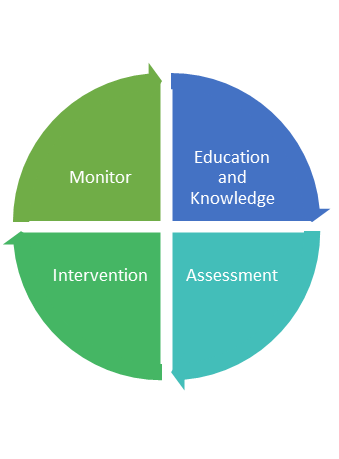 Monitor
Education
and
Knowledge
Intervention
Assessment